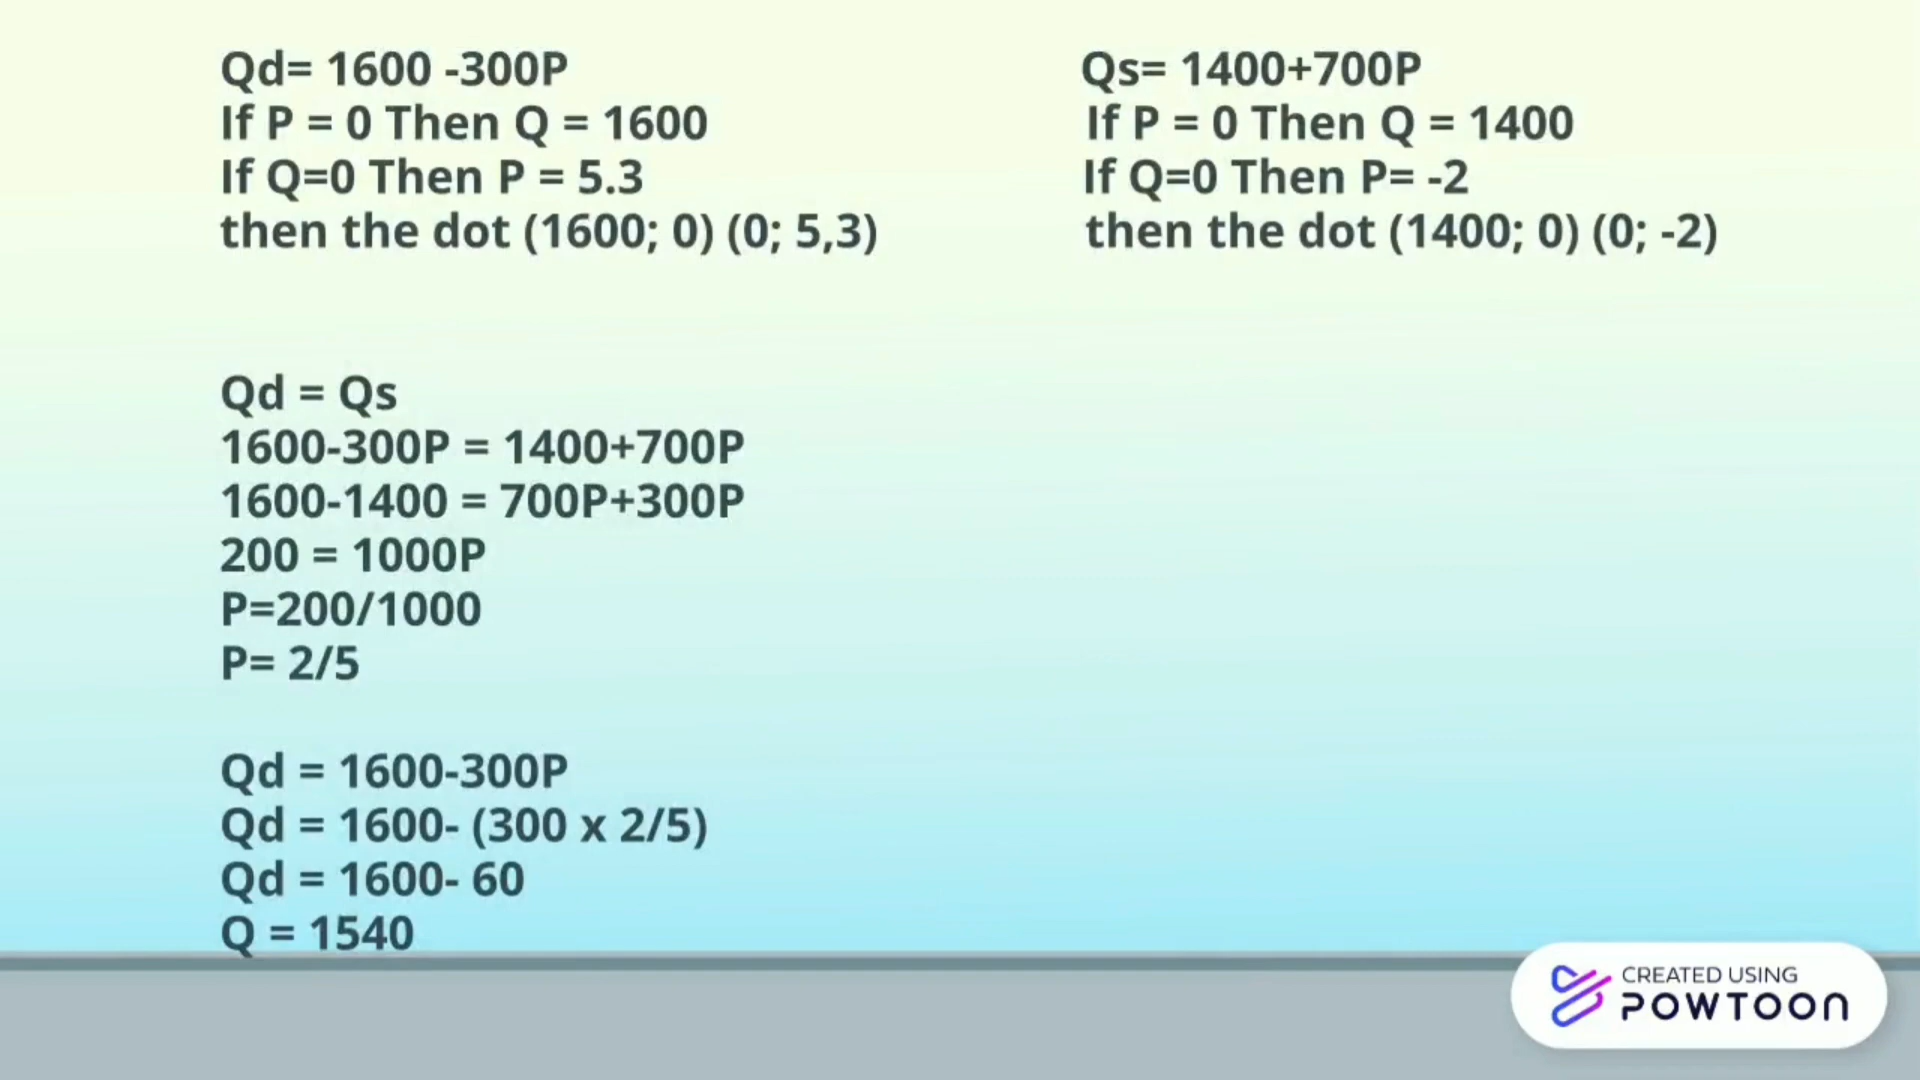 Qd= 1600 -300P
If P = 0 Then Q = 1600
If Q=0 Then P = 5.3
then the dot (1600; 0) (0; 5,3)
Qs= 1400+700P
If P = 0 Then Q = 1400
If Q=0 Then P= -2
then the dot (1400; 0) (0; -2)
Qd = Qs
1600-300P = 1400+700P
1600-1400 = 700P+300P
200 = 1000P
P=200/1000
P= 2/5
Qd = 1600-300P
Qd = 1600- (300 x 2/5)
Qd = 1600- 60
Q = 1540
CREATED USING
POWTOON